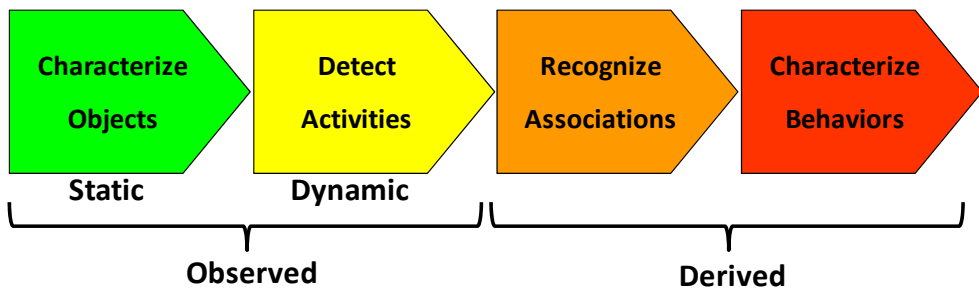 Characterize
Objects
Detect
Activities
Recognize
Associations
Characterize
Behaviors
Static
Dynamic
Observed
Derived